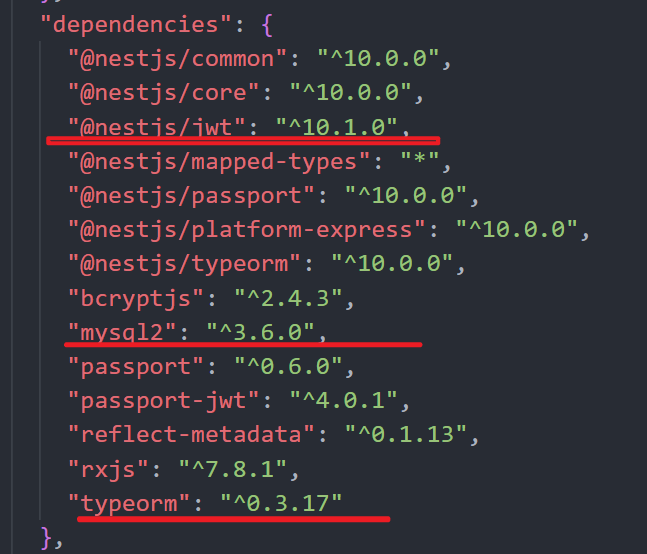 "dependencies": {
"@nestjs/common": "^10.0.0",
"@nestjs/core": "^10.0.0",
"@nestjs/jwt": "^10.1.0",
"@nestjs/mapped-types": "*",
"@nestjs/passport": "^10.0.0",
"@nestjs/platform-express": "^10.0.0",
"@nestjs/typeorm": "^10.0.0",
"bcryptjs": "^2.4.3",
"mysql2": "^3.6.0",
"passport": "^0.6.0",
"passport-jwt": "^4.0.1",
"reflect-metadata": "^0.1.13",
"rxjs": "^7.8.1",
"typeorm": "^0.3.17"
},